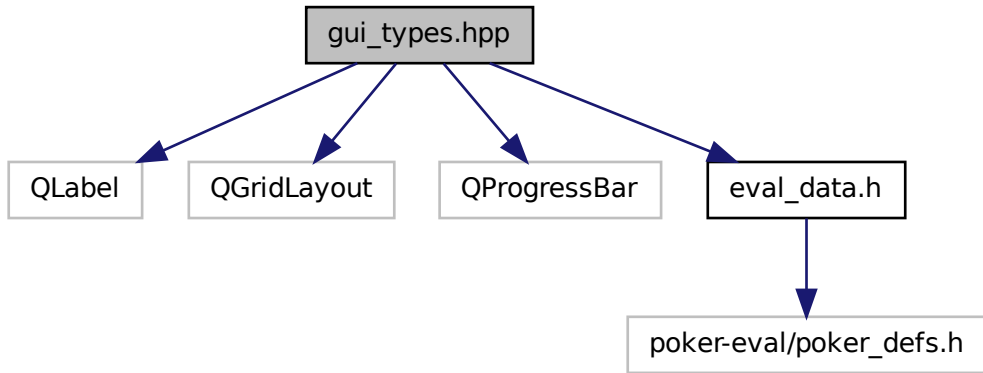 gui_types.hpp
QLabel
QGridLayout
QProgressBar
eval_data.h
poker-eval/poker_defs.h